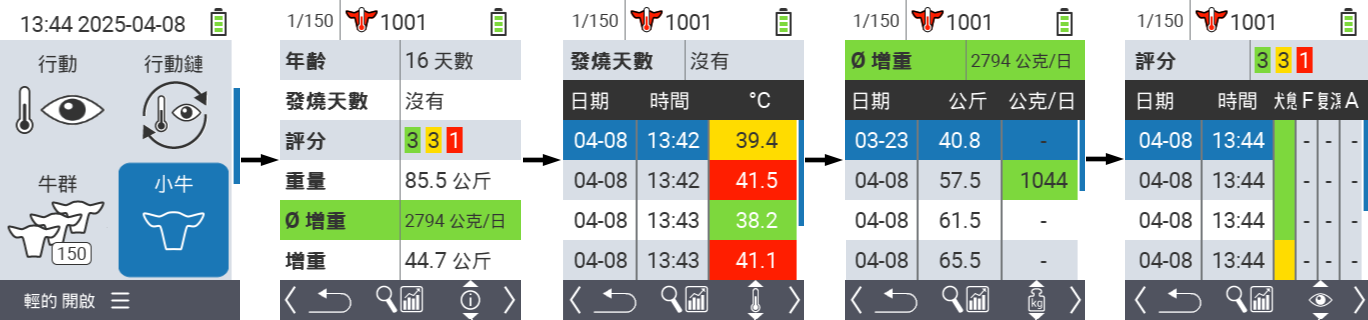 13:44 2025-04-08
行動 行動鏈
牛群 小牛
150
輕的 開啟
1/150 1001
年齡 16 天數
發燒天數 沒有
評分 3 3 1
重量 85.5 公斤
Ø 增重 2794 公克/日
增重 44.7 公斤
1/150 1001
發燒天數 沒有
日期 時間 °C
04-08 13:42 39.4
04-08 13:42 41.5
04-08 13:43 38.2
04-08 13:43 41.1
1/150 1001
Ø 增重 2794 公克/日
日期 公斤 公克/日
03-23 40.8 -
04-08 57.5 1044
04-08 61.5 -
04-08 65.5 -
kg
1/150 1001
評分 3 3 1
日期 時間 F A
04-08 13:44 - - -
04-08 13:44 - - -
04-08 13:44 - - -
04-08 13:44 - - -